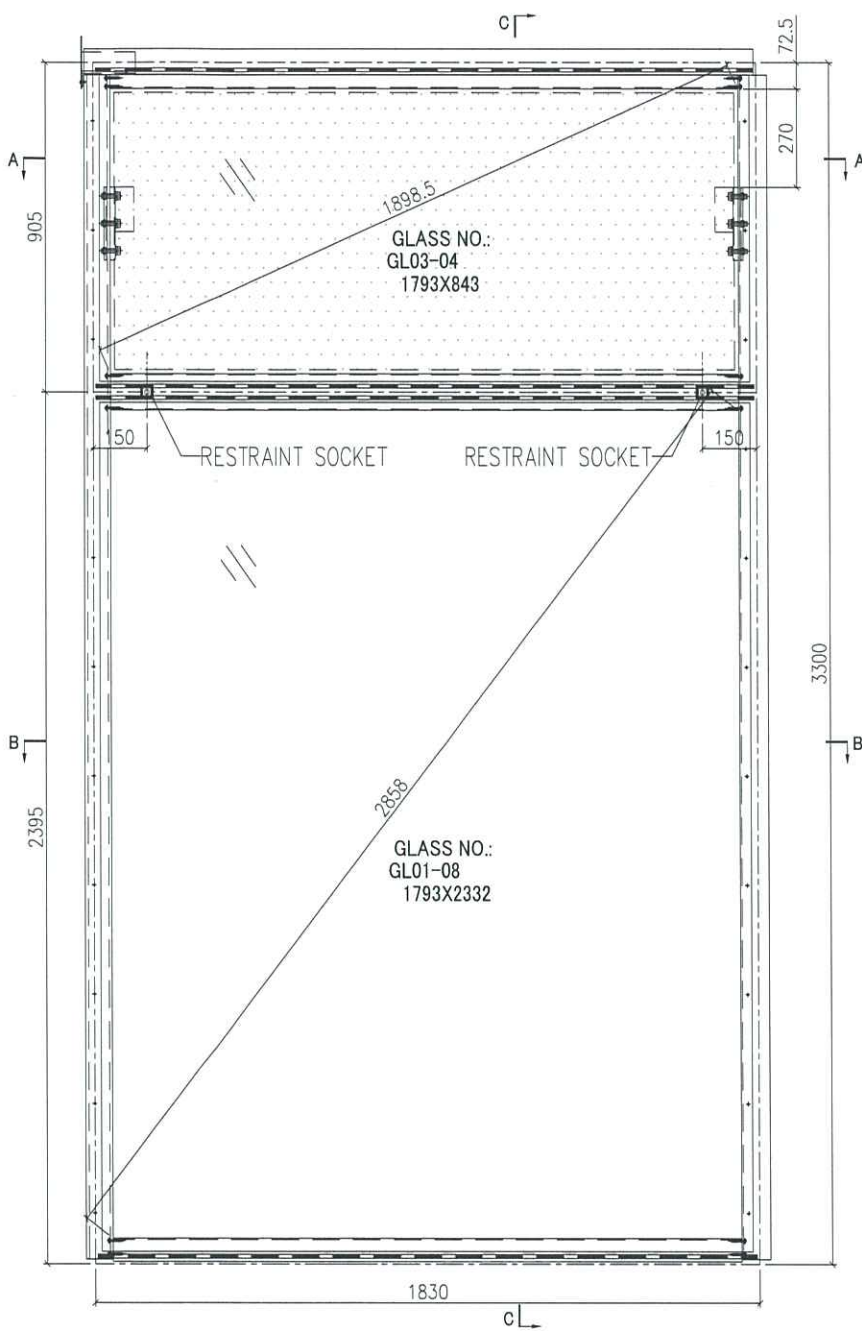 C
72.5
A
A
270
905
1898.5
GLASS NO.:
GL03-04
1793X843
150
RESTRAINT SOCKET
RESTRAINT SOCKET
150
3300
B
B
2395
2858
GLASS NO.:
GL01-08
1793X2332
1830
C